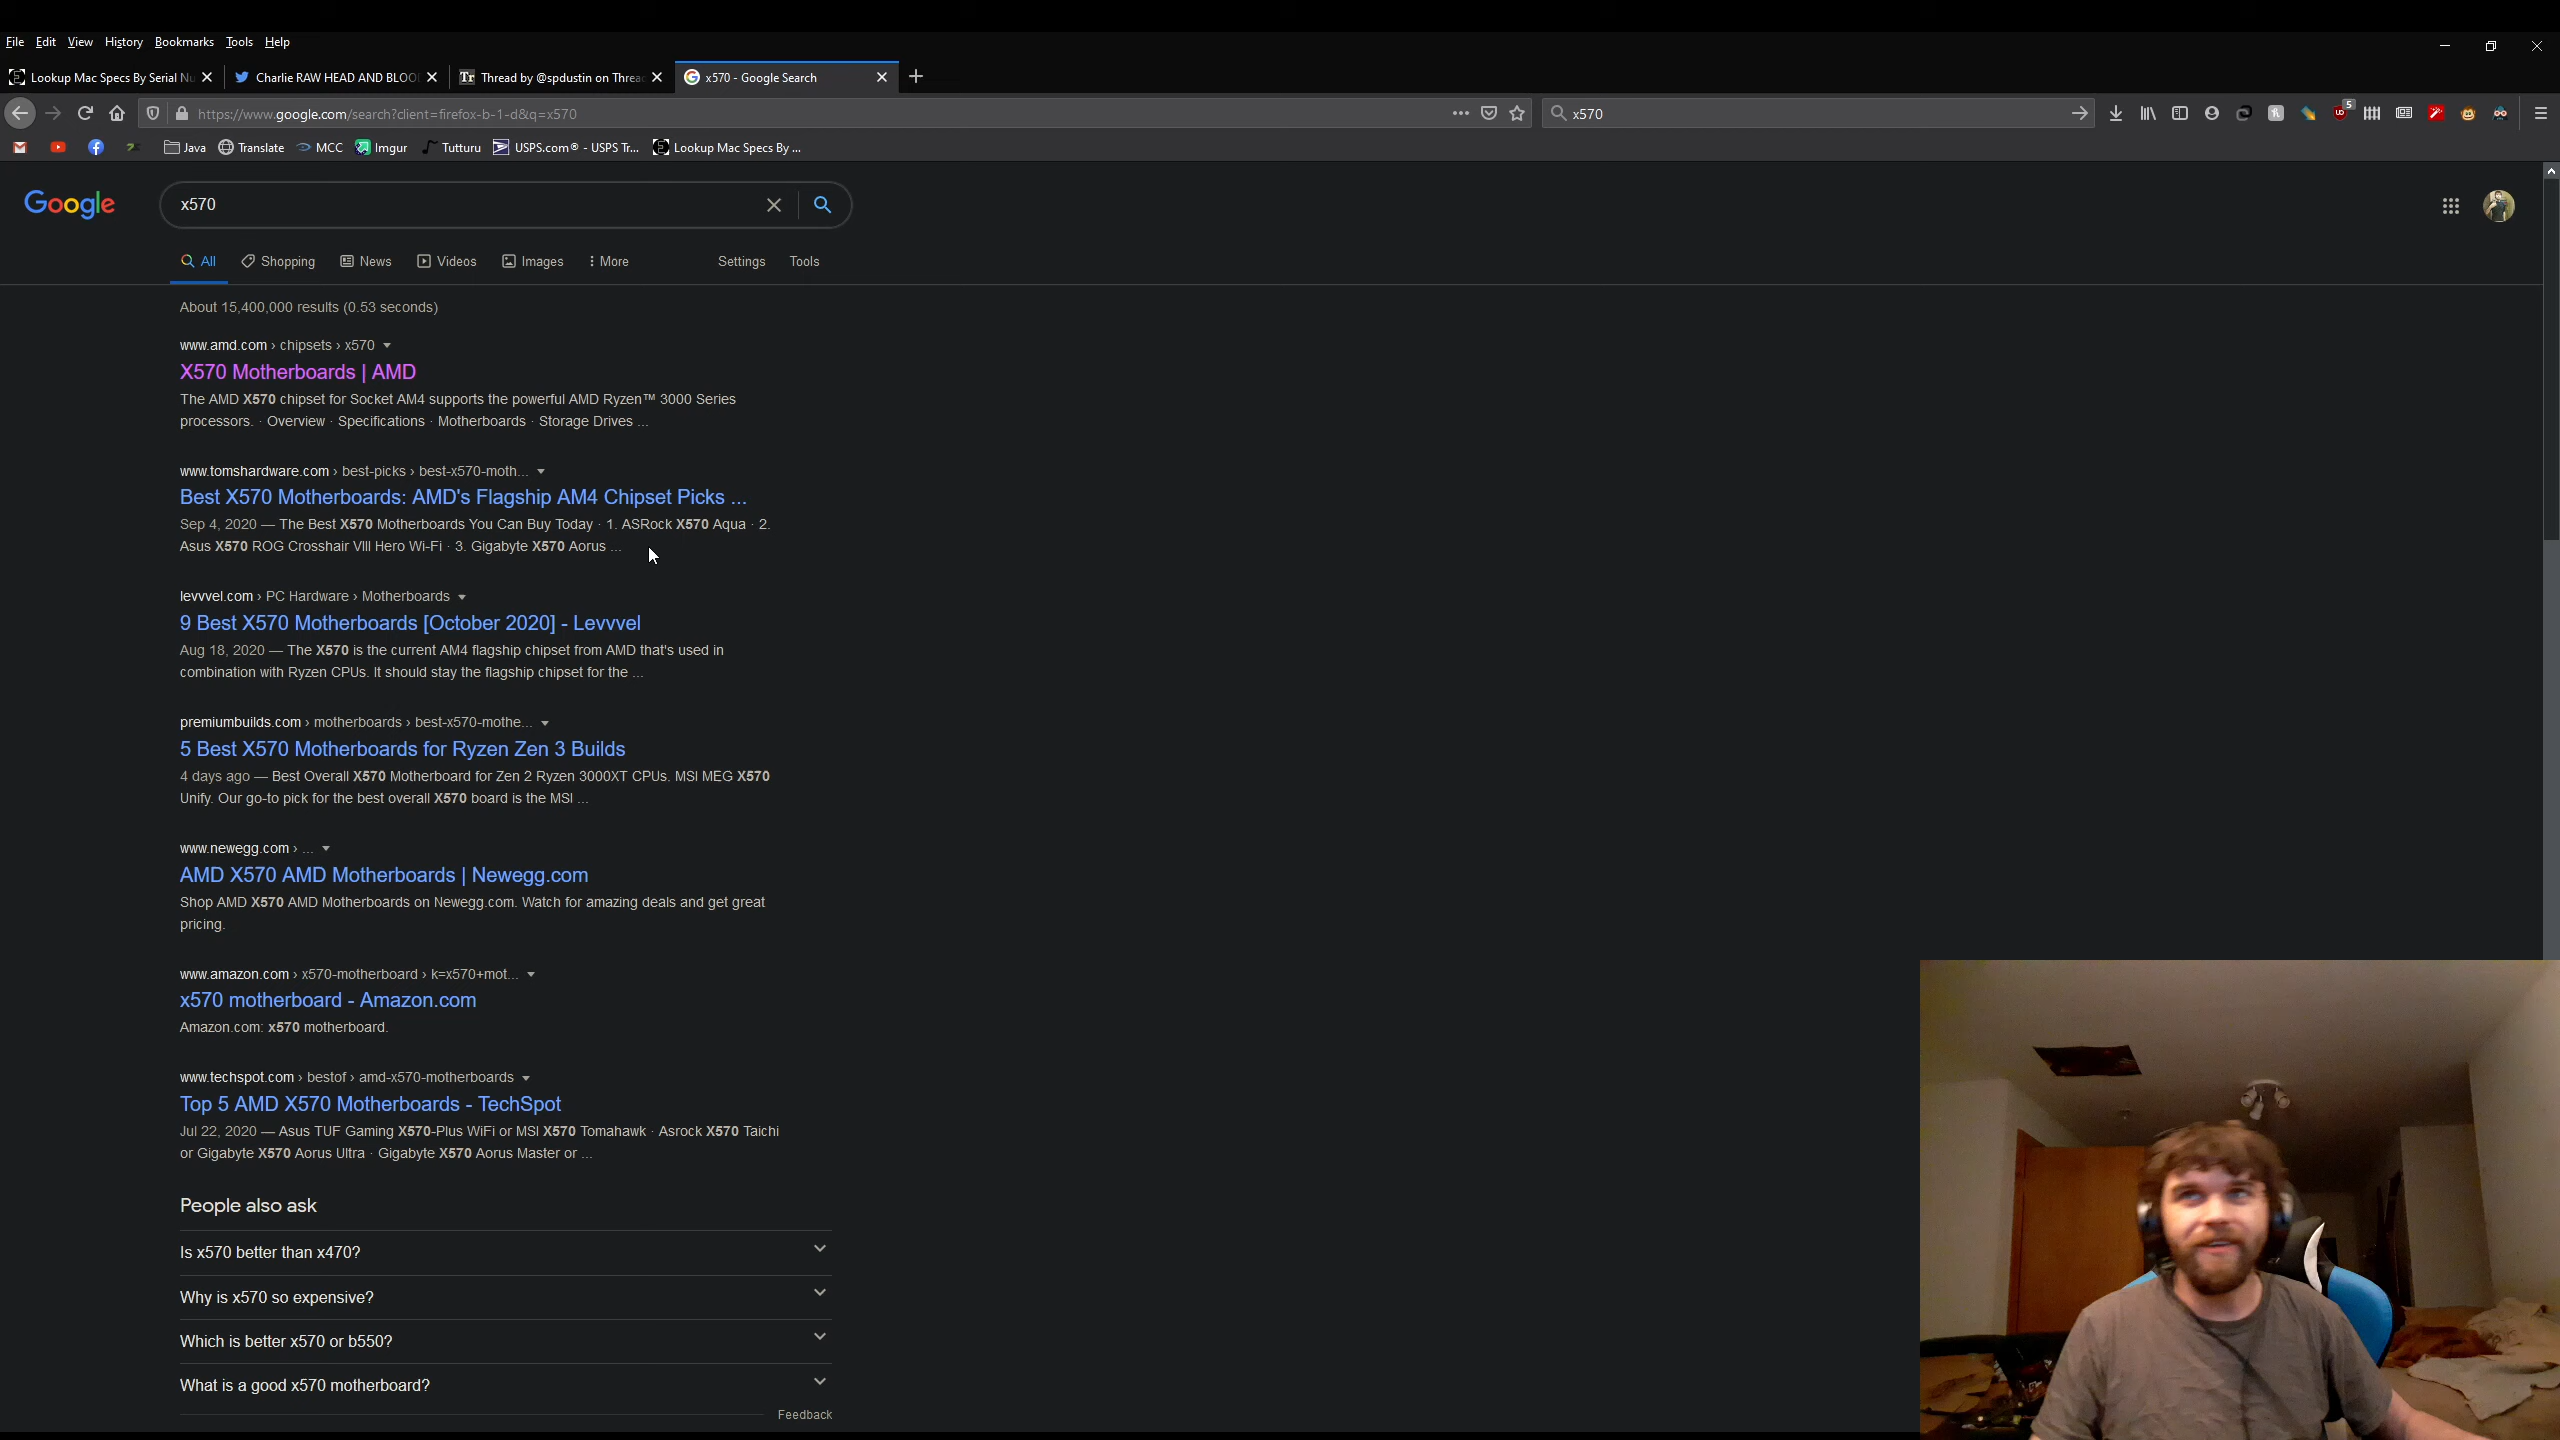 File Edit View History Bookmarks Tools Help
Lookup Mac Specs By Serial Nu
Charlie RAW HEAD AND BLOO
Thread by @spdustin on Threa
x570 - Google Search
https://www.google.com/search?client=firefox-b-1-d&q=x570
x570
5
Java Translate MCC Imgur Tutturu USPS.com® - USPS Tr... Lookup Mac Specs By ...
Google
x570
All Shopping News Videos Images More Settings Tools
About 15,400,000 results (0.53 seconds)
www.amd.com › chipsets › x570
X570 Motherboards | AMD
The AMD X570 chipset for Socket AM4 supports the powerful AMD Ryzen™ 3000 Series
processors. · Overview · Specifications · Motherboards · Storage Drives ...
www.tomshardware.com › best-picks › best-x570-moth...
Best X570 Motherboards: AMD's Flagship AM4 Chipset Picks ...
Sep 4, 2020 — The Best X570 Motherboards You Can Buy Today · 1. ASRock X570 Aqua · 2.
Asus X570 ROG Crosshair VIII Hero Wi-Fi · 3. Gigabyte X570 Aorus ...
levvvel.com › PC Hardware › Motherboards
9 Best X570 Motherboards [October 2020] - Levvvel
Aug 18, 2020 — The X570 is the current AM4 flagship chipset from AMD that's used in
combination with Ryzen CPUs. It should stay the flagship chipset for the ...
premiumbuilds.com › motherboards › best-x570-mothe...
5 Best X570 Motherboards for Ryzen Zen 3 Builds
4 days ago — Best Overall X570 Motherboard for Zen 2 Ryzen 3000XT CPUs. MSI MEG X570
Unify. Our go-to pick for the best overall X570 board is the MSI ...
www.newegg.com › ...
AMD X570 AMD Motherboards | Newegg.com
Shop AMD X570 AMD Motherboards on Newegg.com. Watch for amazing deals and get great
pricing.
www.amazon.com › x570-motherboard › k=x570+mot...
x570 motherboard - Amazon.com
Amazon.com: x570 motherboard.
www.techspot.com › bestof › amd-x570-motherboards
Top 5 AMD X570 Motherboards - TechSpot
Jul 22, 2020 — Asus TUF Gaming X570-Plus WiFi or MSI X570 Tomahawk · Asrock X570 Taichi
or Gigabyte X570 Aorus Ultra · Gigabyte X570 Aorus Master or ...
People also ask
Is x570 better than x470?
Why is x570 so expensive?
Which is better x570 or b550?
What is a good x570 motherboard?
Feedback